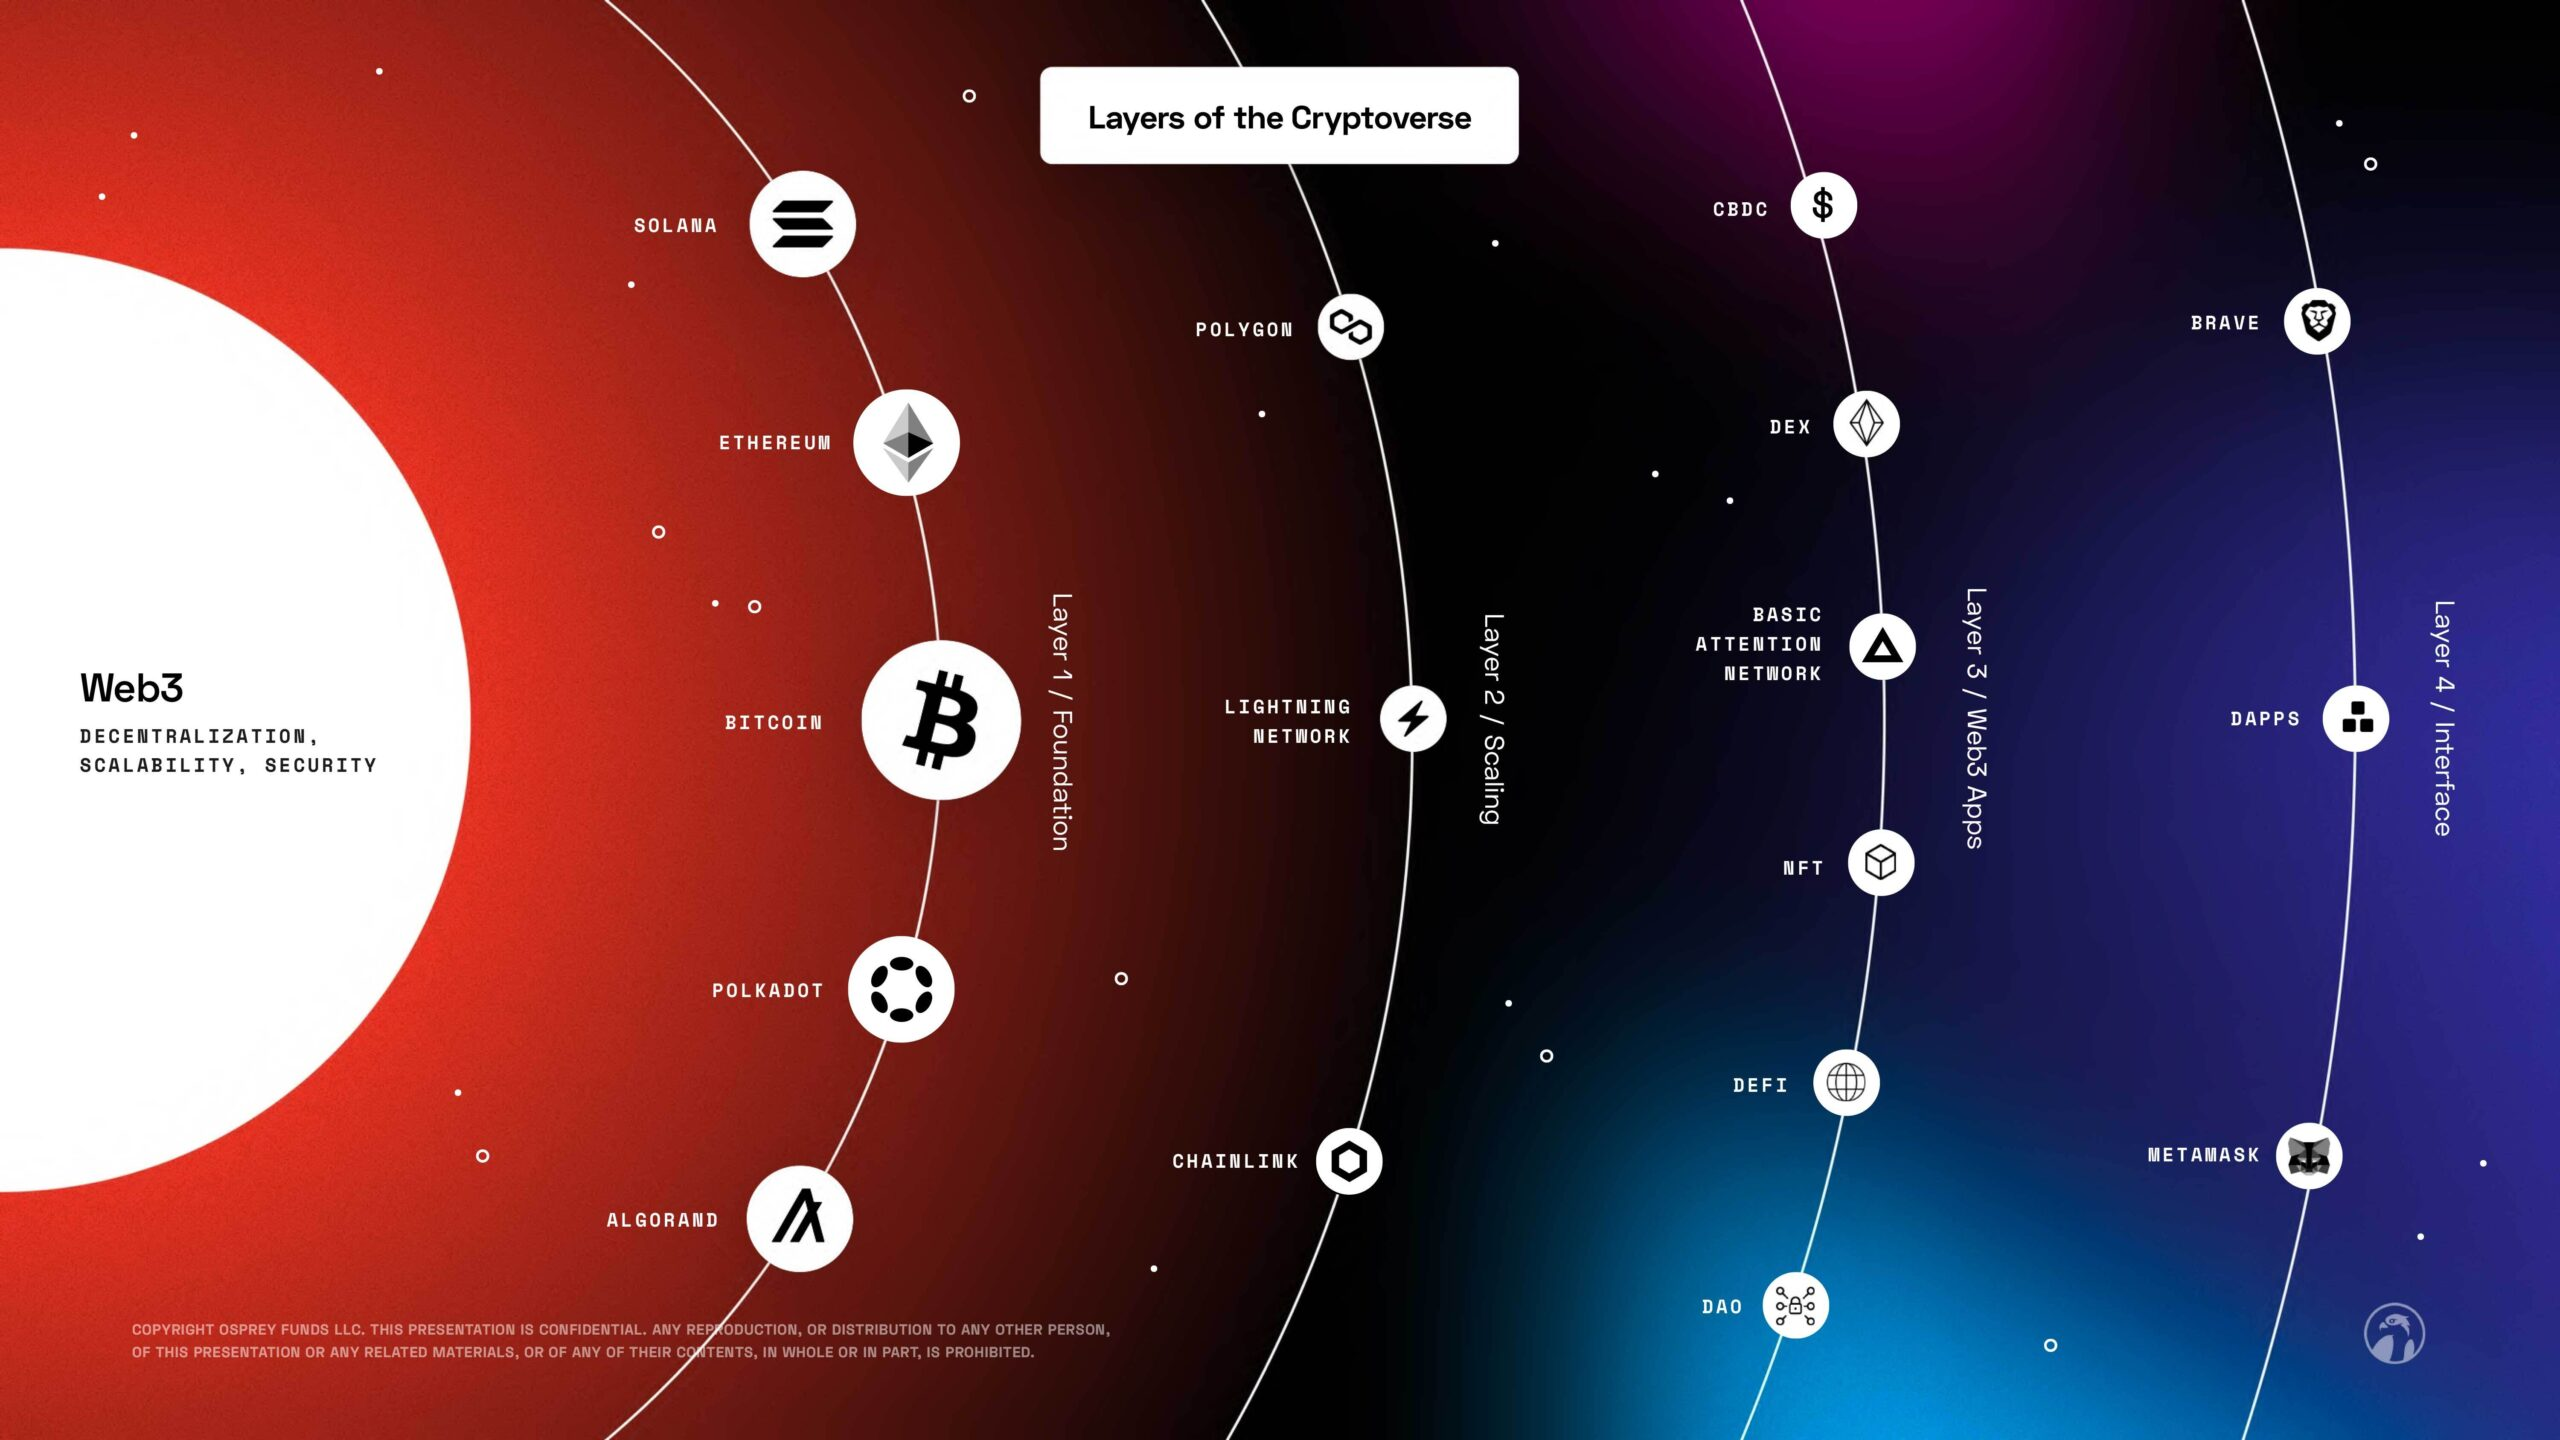 Layers of the Cryptoverse
Web3
DECENTRALIZATION,
SCALABILITY, SECURITY
SOLANA
ETHEREUM
BITCOIN
POLKADOT
ALGORAND
Layer 1 / Foundation
POLYGON
LIGHTNING
NETWORK
CHAINLINK
Layer 2 / Scaling
CBDC
DEX
BASIC
ATTENTION
NETWORK
NFT
DEFI
DAO
Layer 3 / Web3 Apps
BRAVE
DAPPS
METAMASK
Layer 4 / Interface
COPYRIGHT OSPREY FUNDS LLC. THIS PRESENTATION IS CONFIDENTIAL. ANY REPRODUCTION, OR DISTRIBUTION TO ANY OTHER PERSON,
OF THIS PRESENTATION OR ANY RELATED MATERIALS, OR OF ANY OF THEIR CONTENTS, IN WHOLE OR IN PART, IS PROHIBITED.